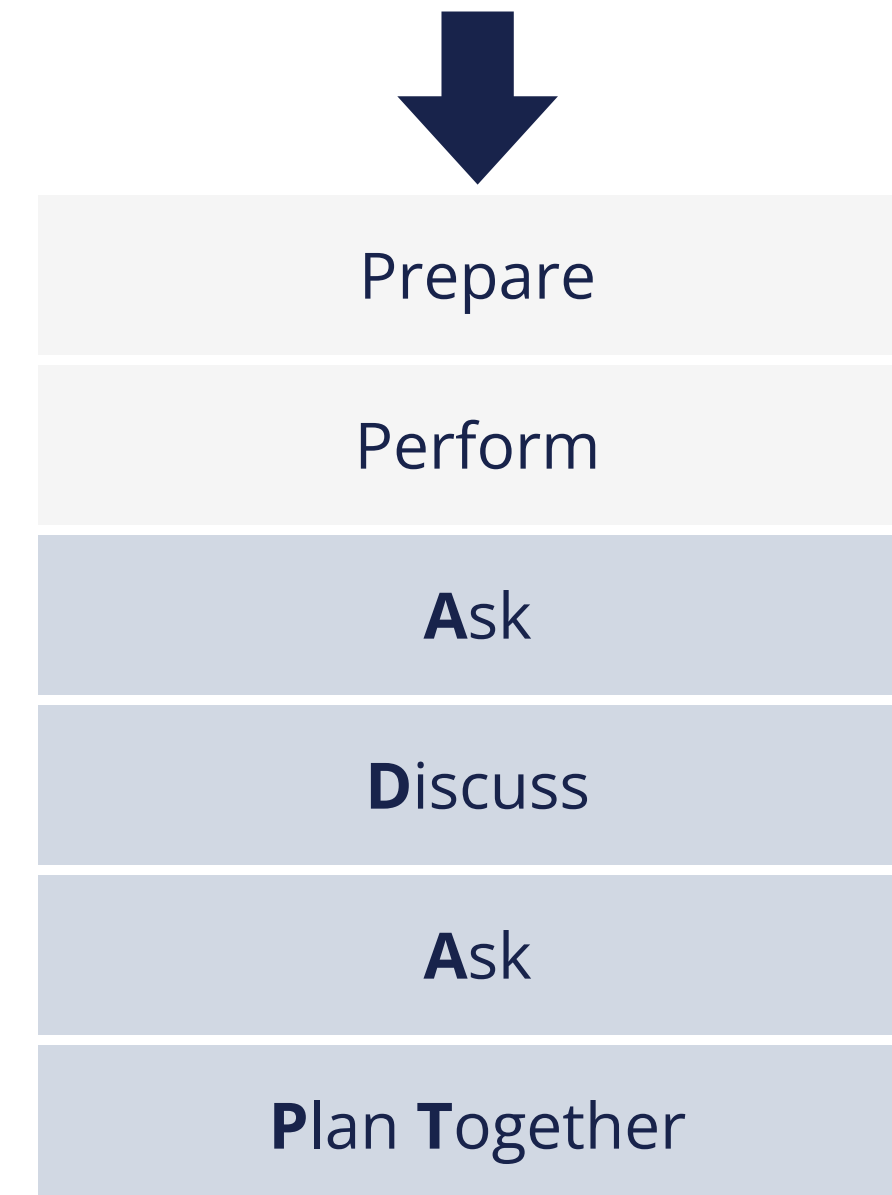 Prepare
Perform
Ask
Discuss
Ask
Plan Together